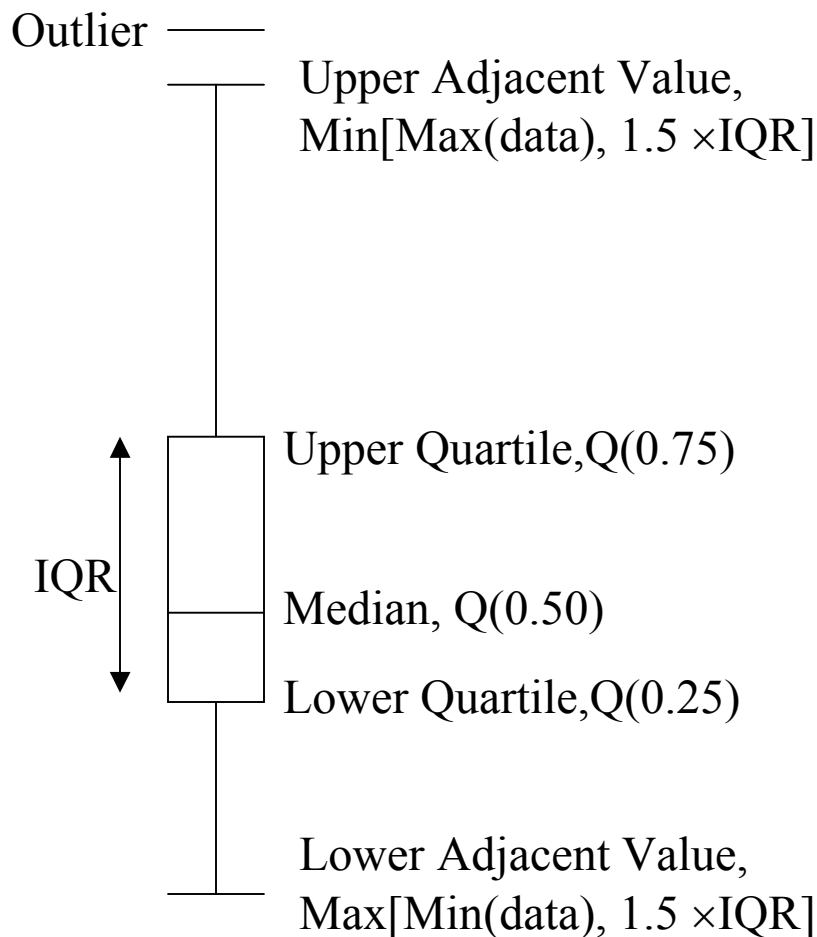 Outlier
Upper Adjacent Value,
Min[Max(data), 1.5 ×IQR]
Upper Quartile,Q(0.75)
IQR
Median, Q(0.50)
Lower Quartile,Q(0.25)
Lower Adjacent Value,
Max[Min(data), 1.5 ×IQR]